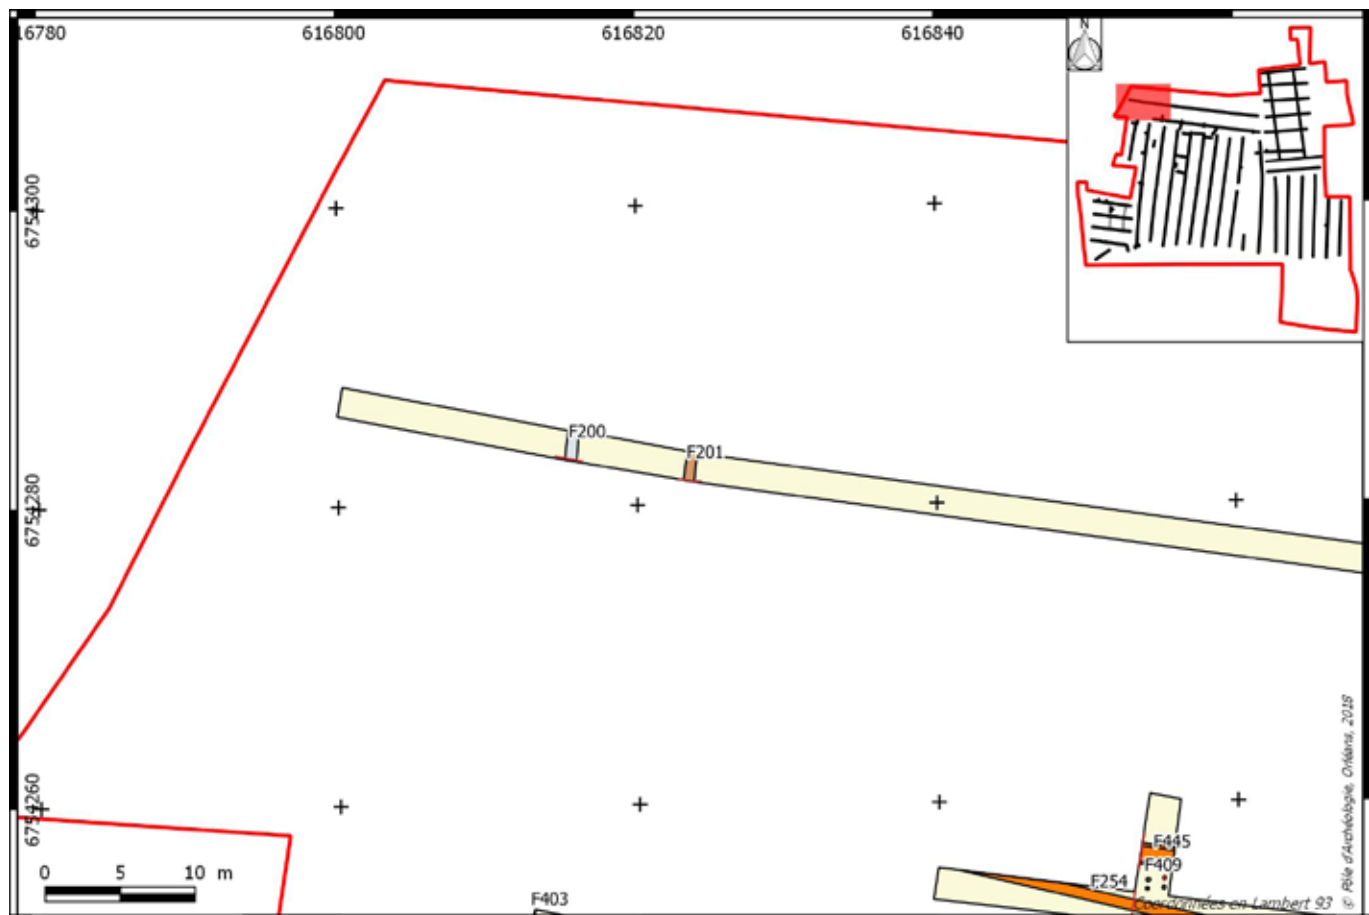 16780 616800 616820 616840
N
6754300
6754280
6754260
F200
F201
F445
F409
F254
F403
0 5 10 m
Coordonnées en Lambert 93
© Pôle d'Archéologie, Orléans, 2018